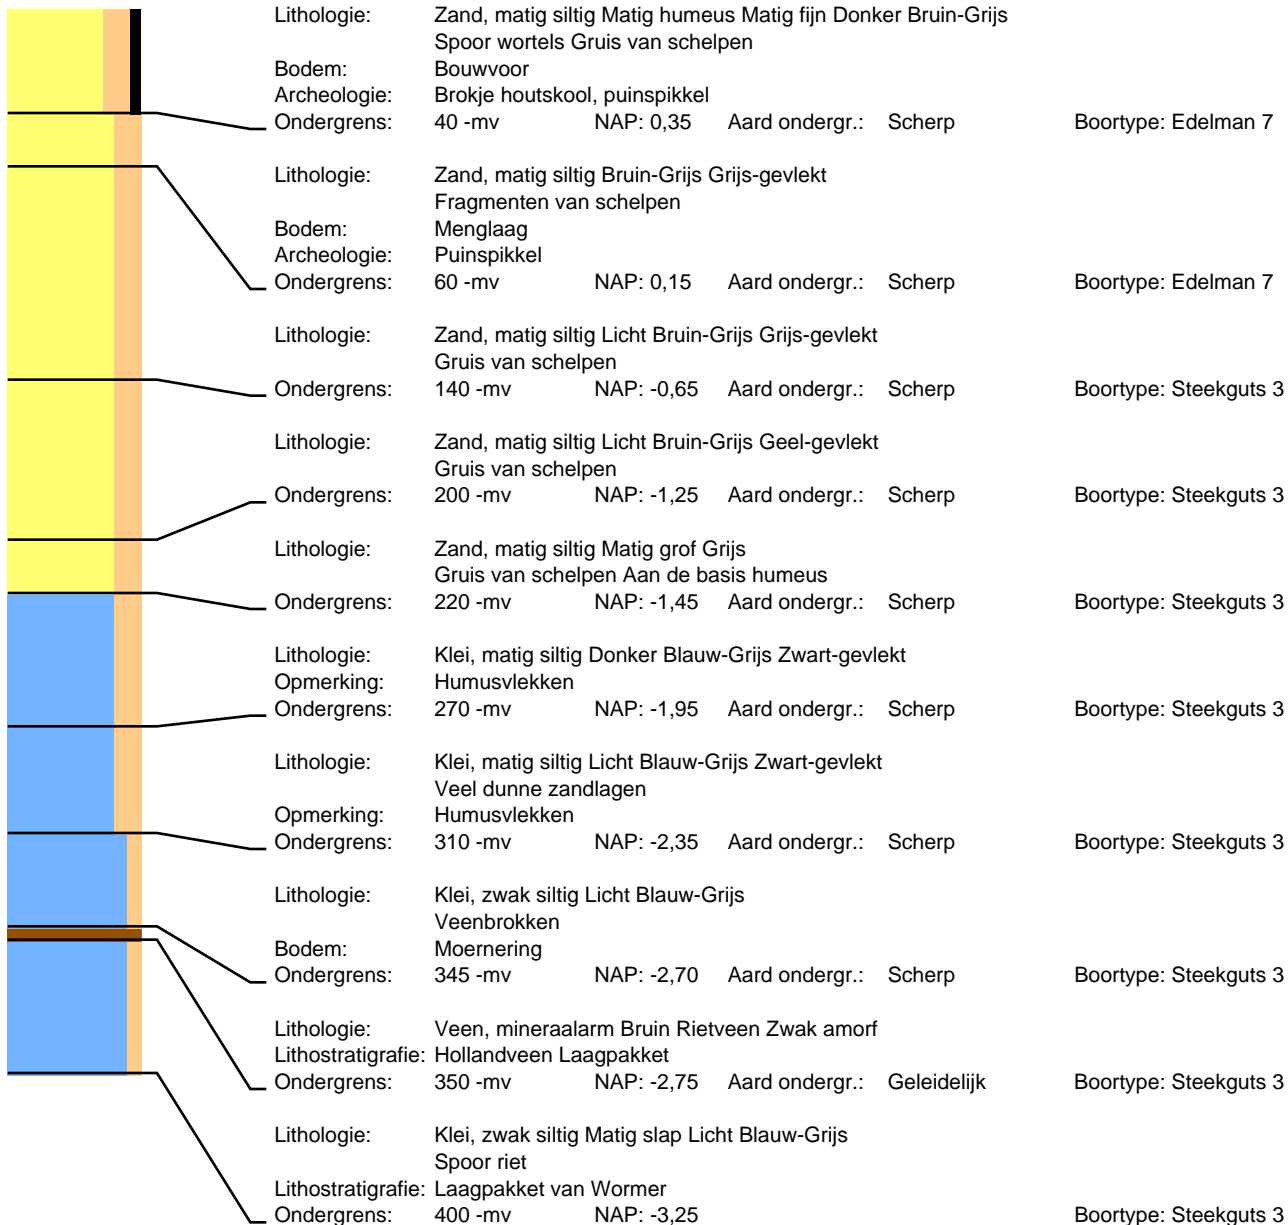 Lithologie: Zand, matig siltig Matig humeus Matig fijn Donker Bruin-Grijs
Spoor wortels Gruis van schelpen
Bodem: Bouwvoor
Archeologie: Brokje houtskool, puinspikkel
Ondergrens: 40 -mv NAP: 0,35 Aard ondergr.: Scherp Boortype: Edelman 7
Lithologie: Zand, matig siltig Bruin-Grijs Grijs-gevlekt
Fragmenten van schelpen
Bodem: Menglaag
Archeologie: Puinspikkel
Ondergrens: 60 -mv NAP: 0,15 Aard ondergr.: Scherp Boortype: Edelman 7
Lithologie: Zand, matig siltig Licht Bruin-Grijs Grijs-gevlekt
Gruis van schelpen
Ondergrens: 140 -mv NAP: -0,65 Aard ondergr.: Scherp Boortype: Steekguts 3
Lithologie: Zand, matig siltig Licht Bruin-Grijs Geel-gevlekt
Gruis van schelpen
Ondergrens: 200 -mv NAP: -1,25 Aard ondergr.: Scherp Boortype: Steekguts 3
Lithologie: Zand, matig siltig Matig grof Grijs
Gruis van schelpen Aan de basis humeus
Ondergrens: 220 -mv NAP: -1,45 Aard ondergr.: Scherp Boortype: Steekguts 3
Lithologie: Klei, matig siltig Donker Blauw-Grijs Zwart-gevlekt
Opmerking: Humusvlekken
Ondergrens: 270 -mv NAP: -1,95 Aard ondergr.: Scherp Boortype: Steekguts 3
Lithologie: Klei, matig siltig Licht Blauw-Grijs Zwart-gevlekt
Veel dunne zandlagen
Opmerking: Humusvlekken
Ondergrens: 310 -mv NAP: -2,35 Aard ondergr.: Scherp Boortype: Steekguts 3
Lithologie: Klei, zwak siltig Licht Blauw-Grijs
Veenbrokken
Bodem: Moernering
Ondergrens: 345 -mv NAP: -2,70 Aard ondergr.: Scherp Boortype: Steekguts 3
Lithologie: Veen, mineraalarm Bruin Rietveen Zwak amorf
Lithostratigrafie: Hollandveen Laagpakket
Ondergrens: 350 -mv NAP: -2,75 Aard ondergr.: Geleidelijk Boortype: Steekguts 3
Lithologie: Klei, zwak siltig Matig slap Licht Blauw-Grijs
Spoor riet
Lithostratigrafie: Laagpakket van Wormer
Ondergrens: 400 -mv NAP: -3,25 Boortype: Steekguts 3